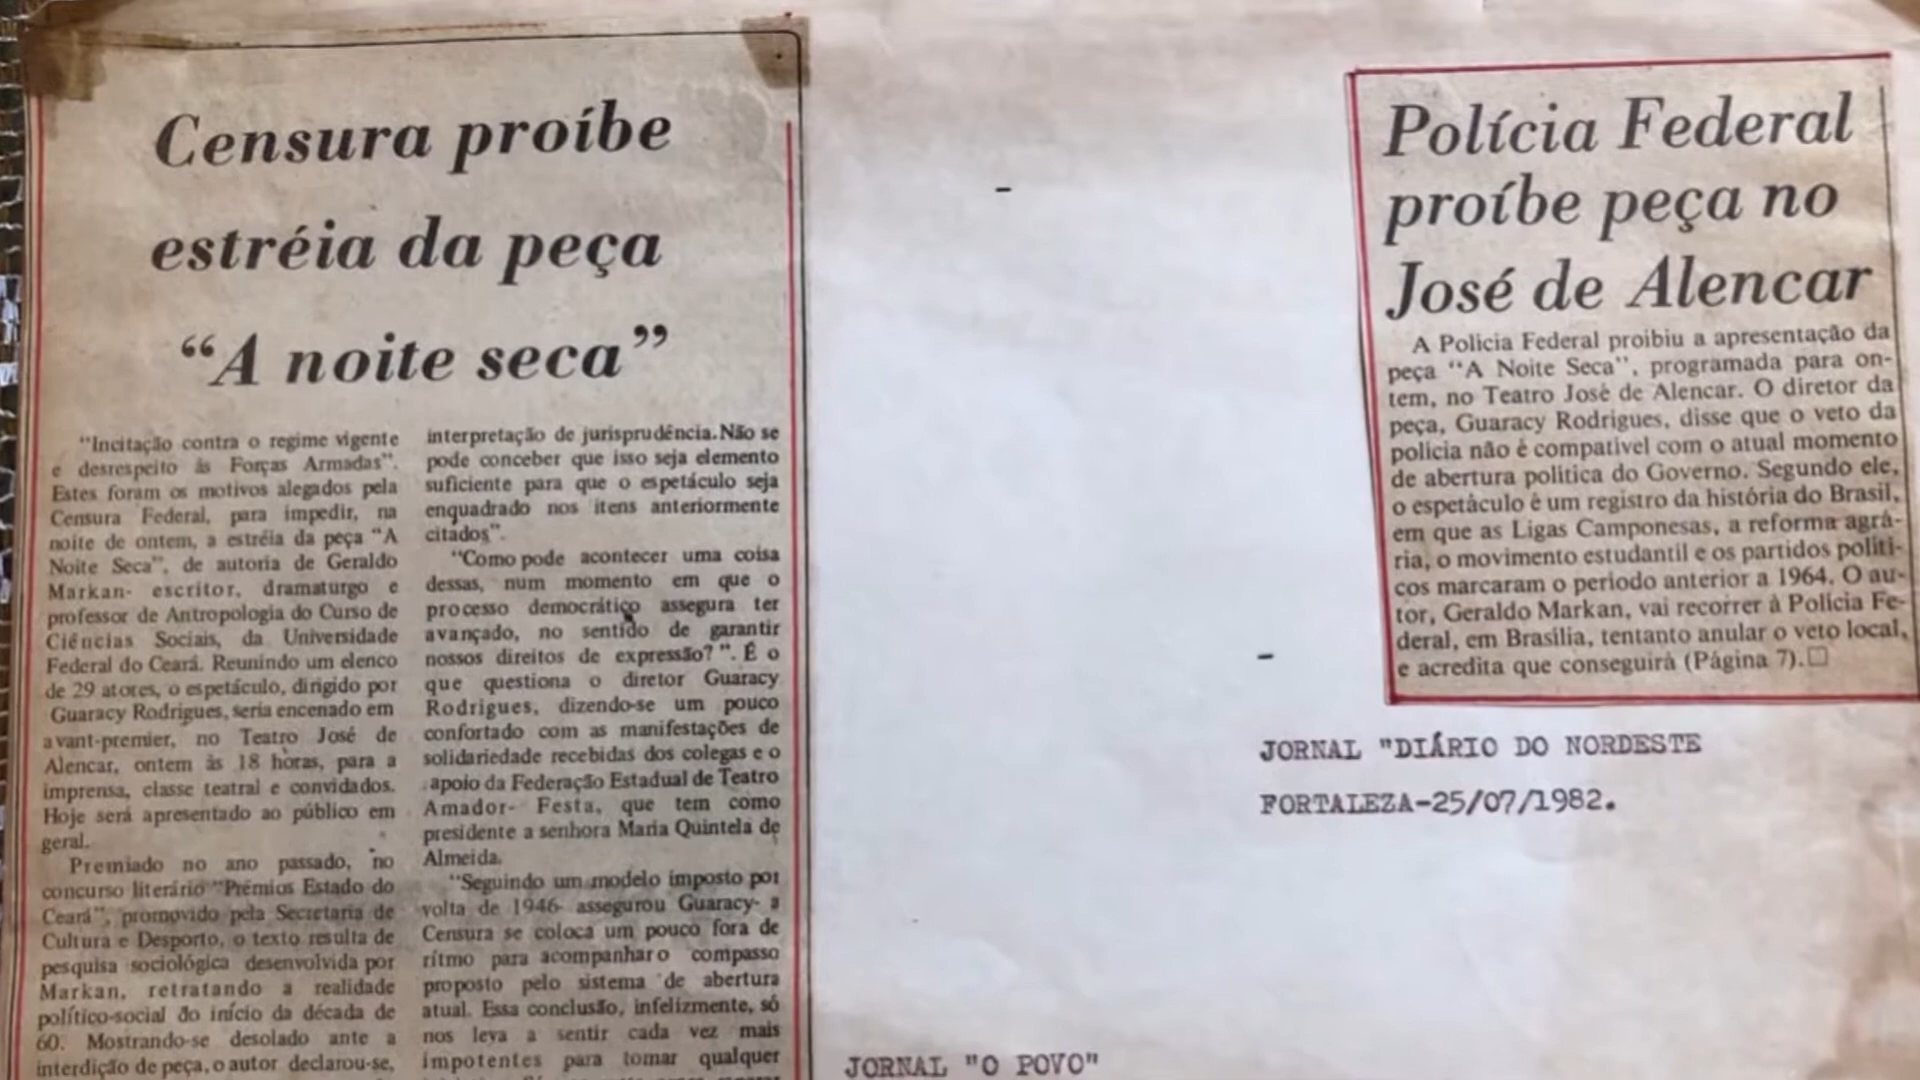 Censura proíbe
estréia da peça
“A noite seca”
"Incitação contra o regime vigente
e desrespeito às Forças Armadas".
Estes foram os motivos alegados pela
Censura Federal, para impedir, na
noite de ontem, a estréia da peça "A
Noite Seca", de autoria de Geraldo
Markan- escritor, dramaturgo e
professor de Antropologia do Curso de
Ciências Sociais, da Universidade
Federal do Ceará. Reunindo um elenco
de 29 atores, o espetáculo, dirigido por
Guaracy Rodrigues, seria encenado em
avant-premier, no Teatro José de
Alencar, ontem às 18 horas, para a
imprensa, classe teatral e convidados.
Hoje será apresentado ao público em
geral.
Premiado no ano passado, no
concurso literário "Prêmios Estado do
Ceará", promovido pela Secretaria de
Cultura e Desporto, o texto resulta de
pesquisa sociológica desenvolvida por
Markan, retratando a realidade
político-social do início da década de
60. Mostrando-se desolado ante a
interdição de peça, o autor declarou-se,
interpretação de jurisprudência. Não se
pode conceber que isso seja elemento
suficiente para que o espetáculo seja
enquadrado nos itens anteriormente
citados".
"Como pode acontecer uma coisa
dessas, num momento em que o
processo democrático assegura ter
avançado, no sentido de garantir
nossos direitos de expressão?". É o
que questiona o diretor Guaracy
Rodrigues, dizendo-se um pouco
confortado com as manifestações de
solidariedade recebidas dos colegas e o
apoio da Federação Estadual de Teatro
Amador- Festa, que tem como
presidente a senhora Maria Quintela de
Almeida.
"Seguindo um modelo imposto por
volta de 1946- assegurou Guaracy- a
Censura se coloca um pouco fora de
ritmo para acompanhar o compasso
proposto pelo sistema de abertura
atual. Essa conclusão, infelizmente, só
nos leva a sentir cada vez mais
impotentes para tomar qualquer
JORNAL "O POVO"
Polícia Federal
proíbe peça no
José de Alencar
A Policia Federal proibiu a apresentação da
peça "A Noite Seca", programada para on-
tem, no Teatro José de Alencar. O diretor da
peça, Guaracy Rodrigues, disse que o veto da
policia não é compatível com o atual momento
de abertura política do Governo. Segundo ele,
o espetáculo é um registro da história do Brasil,
em que as Ligas Camponesas, a reforma agrá-
ria, o movimento estudantil e os partidos políti-
cos marcaram o periodo anterior a 1964. O au-
tor, Geraldo Markan, vai recorrer à Polícia Fe-
deral, em Brasília, tentanto anular o veto local,
e acredita que conseguirá (Página 7).□
JORNAL "DIÁRIO DO NORDESTE
FORTALEZA-25/07/1982.